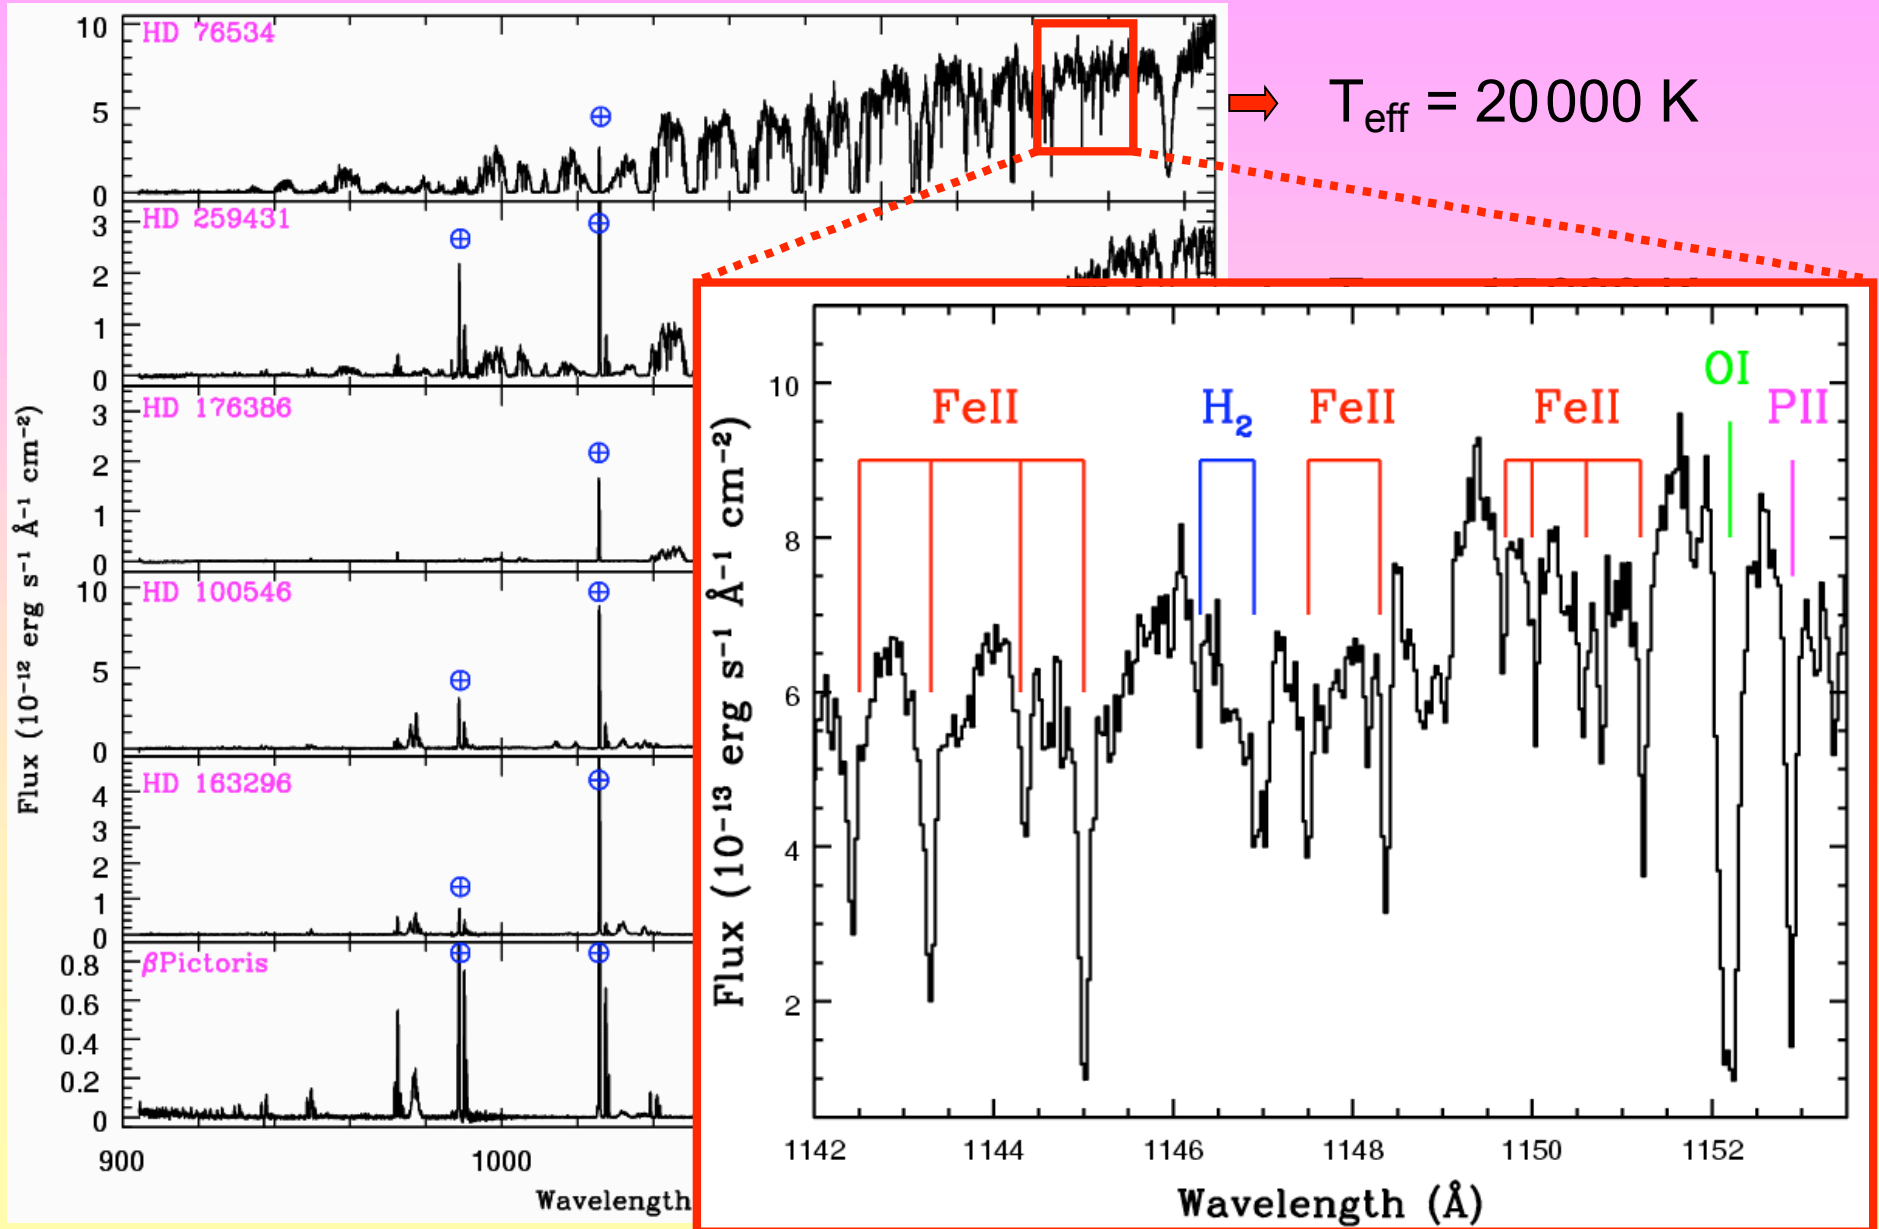 HD 76534
10
5
0
⊕
T_eff = 20000 K
HD 259431
3
2
1
0
⊕
⊕
HD 176386
3
2
1
0
⊕
HD 100546
10
5
0
⊕
⊕
HD 163296
4
3
2
1
0
⊕
⊕
βPictoris
0.8
0.6
0.4
0.2
0
⊕
⊕
900
1000
Wavelength
Flux (10⁻¹² erg s⁻¹ Å⁻¹ cm⁻²)
FeII
H₂
FeII
FeII
OI
PII
10
8
6
4
2
1142
1144
1146
1148
1150
1152
Wavelength (Å)
Flux (10⁻¹³ erg s⁻¹ Å⁻¹ cm⁻²)